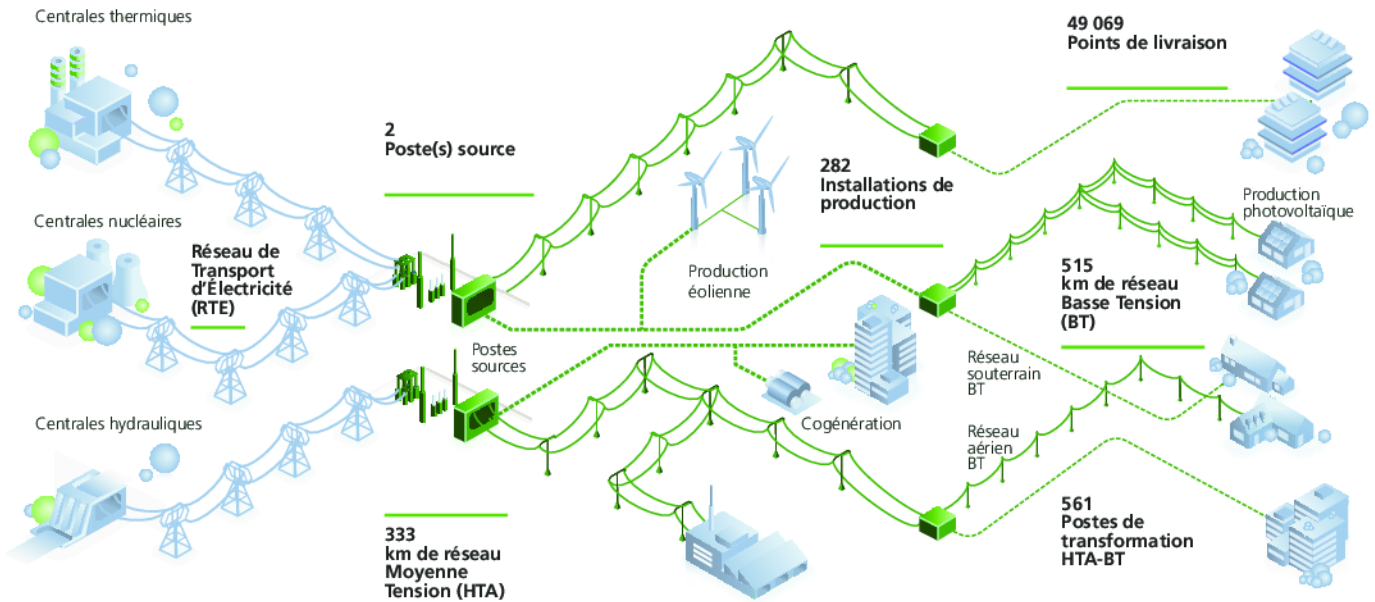 Centrales thermiques
49 069
Points de livraison
2
Poste(s) source
282
Installations de
production
Production
photovoltaïque
Centrales nucléaires
Réseau de
Transport
d'Électricité
(RTE)
Production
éolienne
515
km de réseau
Basse Tension
(BT)
Postes
sources
Réseau
souterrain
BT
Centrales hydrauliques
Cogénération
Réseau
aérien
BT
333
km de réseau
Moyenne
Tension (HTA)
561
Postes de
transformation
HTA-BT